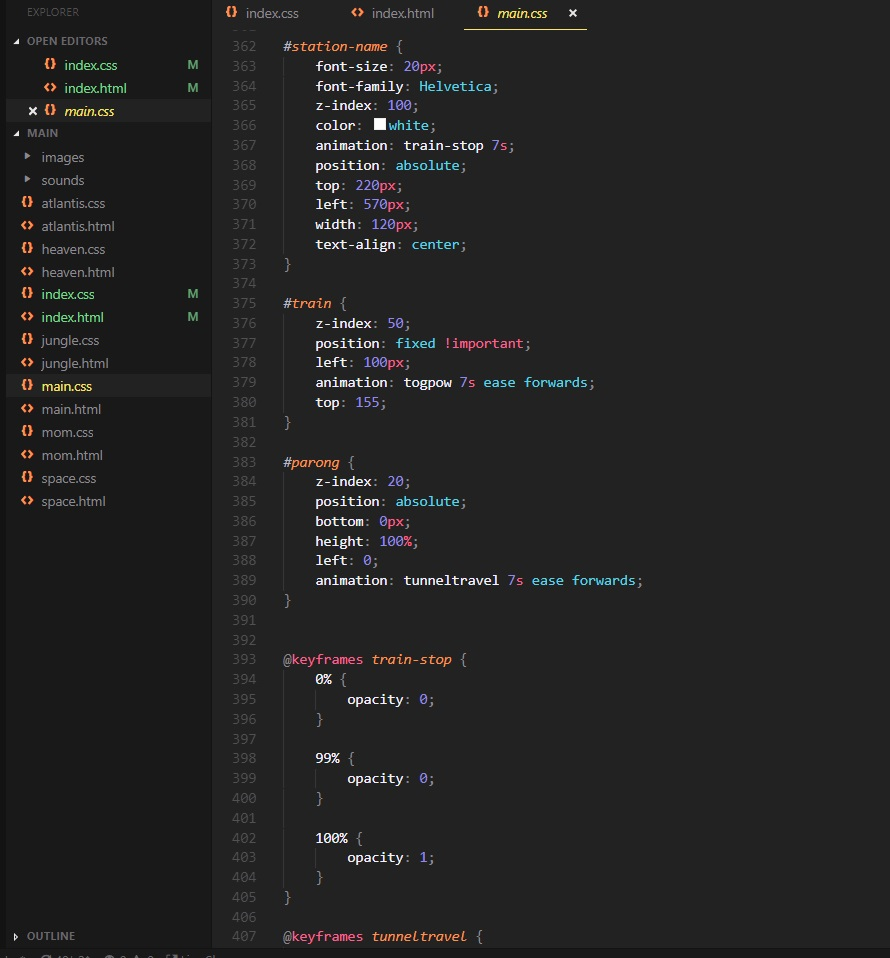 EXPLORER
OPEN EDITORS
index.css M
index.html M
main.css
MAIN
images
sounds
atlantis.css
atlantis.html
heaven.css
heaven.html
index.css M
index.html M
jungle.css
jungle.html
main.css
main.html
mom.css
mom.html
space.css
space.html
OUTLINE
index.css index.html main.css
362 #station-name {
363 font-size: 20px;
364 font-family: Helvetica;
365 z-index: 100;
366 color: white;
367 animation: train-stop 7s;
368 position: absolute;
369 top: 220px;
370 left: 570px;
371 width: 120px;
372 text-align: center;
373 }
374
375 #train {
376 z-index: 50;
377 position: fixed !important;
378 left: 100px;
379 animation: togpow 7s ease forwards;
380 top: 155;
381 }
382
383 #parong {
384 z-index: 20;
385 position: absolute;
386 bottom: 0px;
387 height: 100%;
388 left: 0;
389 animation: tunneltravel 7s ease forwards;
390 }
391
392
393 @keyframes train-stop {
394 0% {
395 opacity: 0;
396 }
397
398 99% {
399 opacity: 0;
400 }
401
402 100% {
403 opacity: 1;
404 }
405 }
406
407 @keyframes tunneltravel {